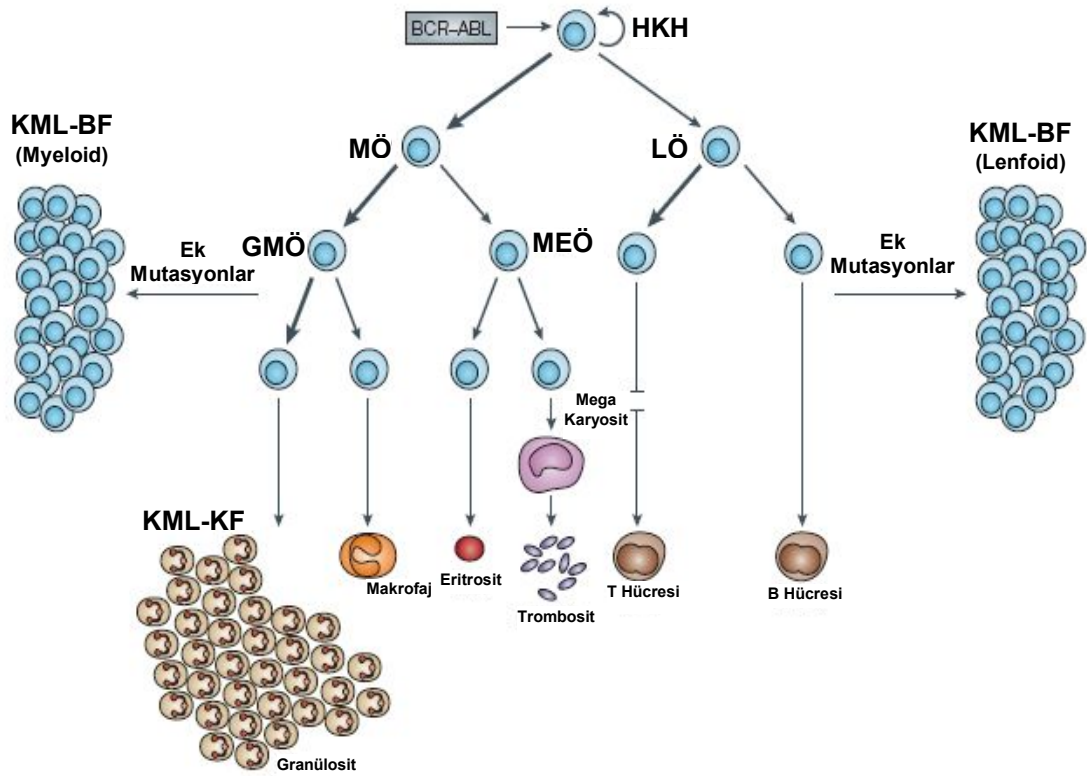 BCR–ABL
HKH
KML-BF
(Myeloid)
MÖ
LÖ
KML-BF
(Lenfoid)
Ek
Mutasyonlar
GMÖ
MEÖ
Ek
Mutasyonlar
Mega
Karyosit
KML-KF
Makrofaj
Eritrosit
Trombosit
T Hücresi
B Hücresi
Granülosit